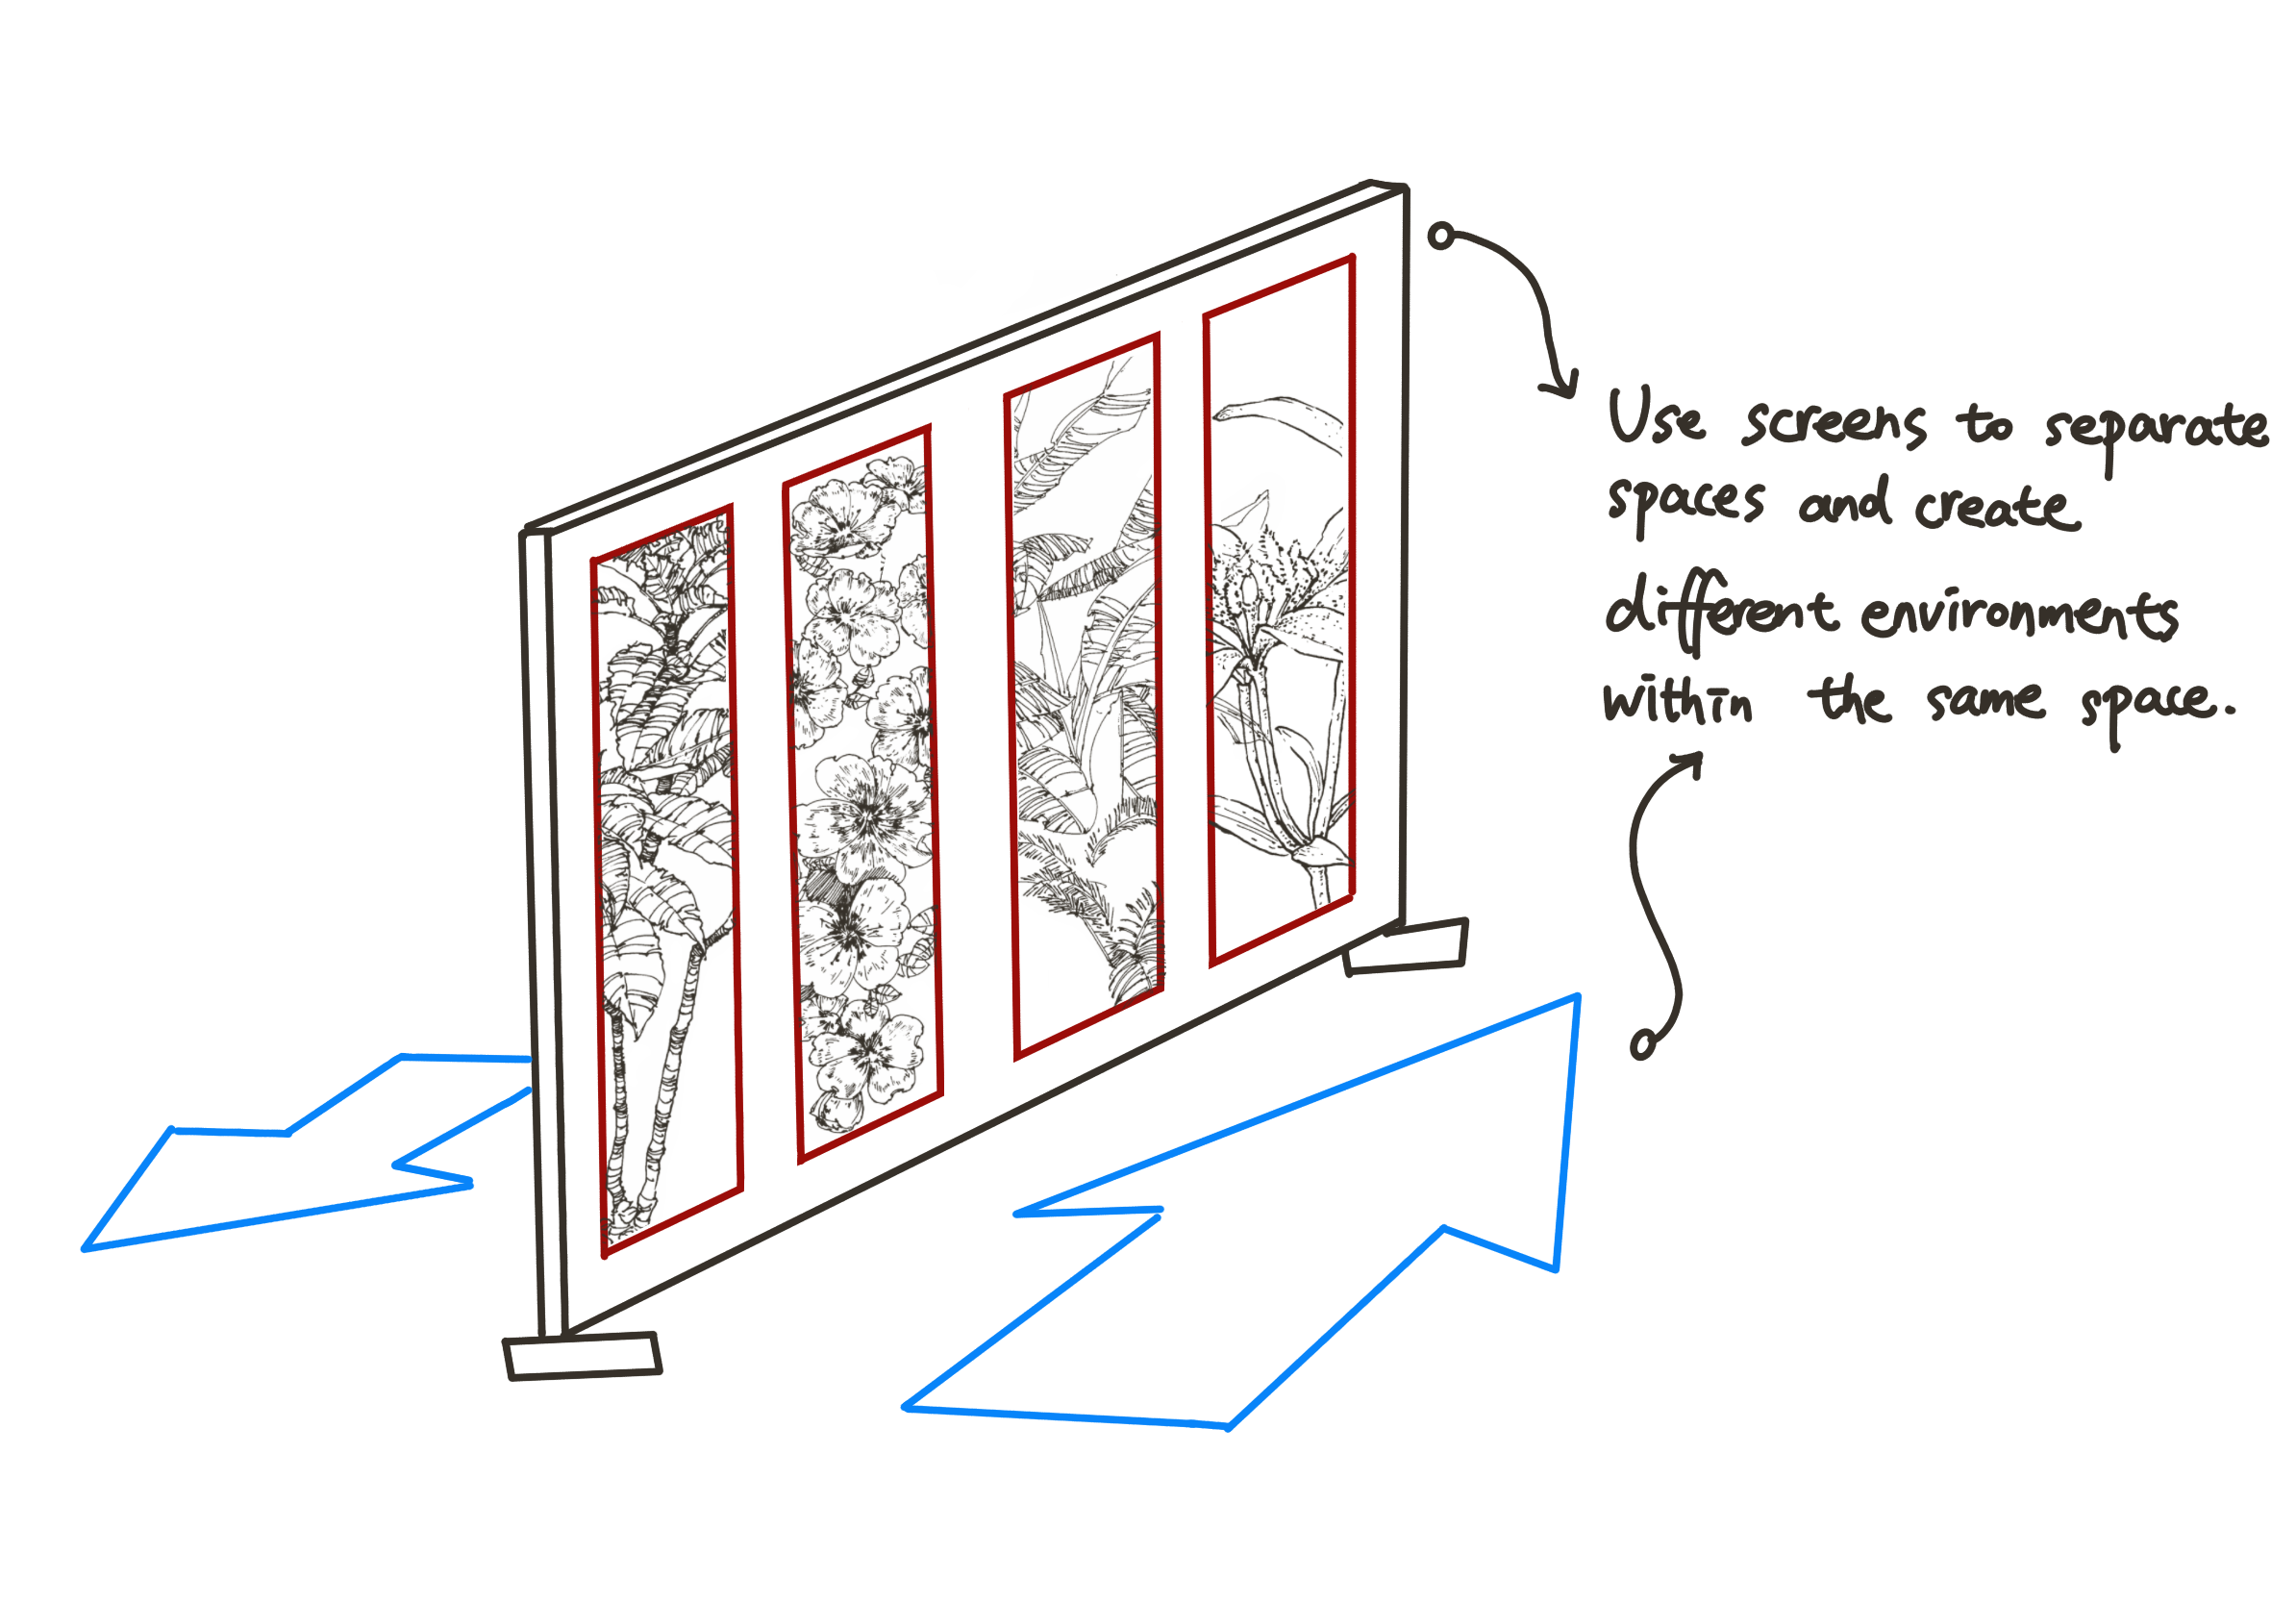 Use screens to separate
spaces and create
different environments
within the same space.